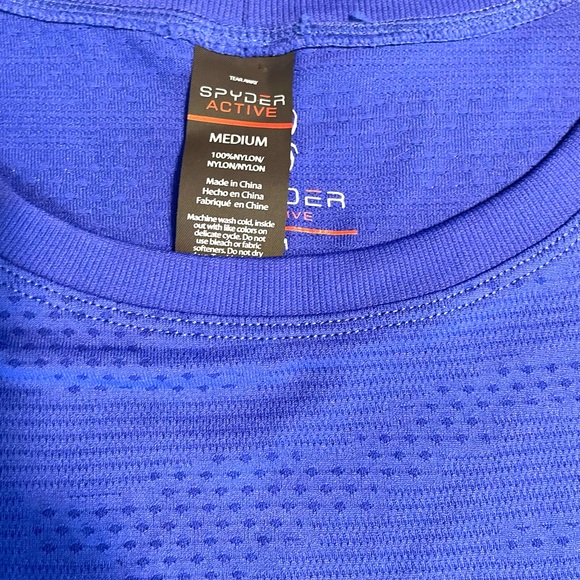 TEAR AWAY
SPYDER
ACTIVE
MEDIUM
100%NYLON/
NYLON/NYLON
Made in China
Hecho en China
Fabriqué en Chine
Machine wash cold, inside
out with like colors on
delicate cycle. Do not
use bleach or fabric
softeners. Do not dry
YDER
IVE